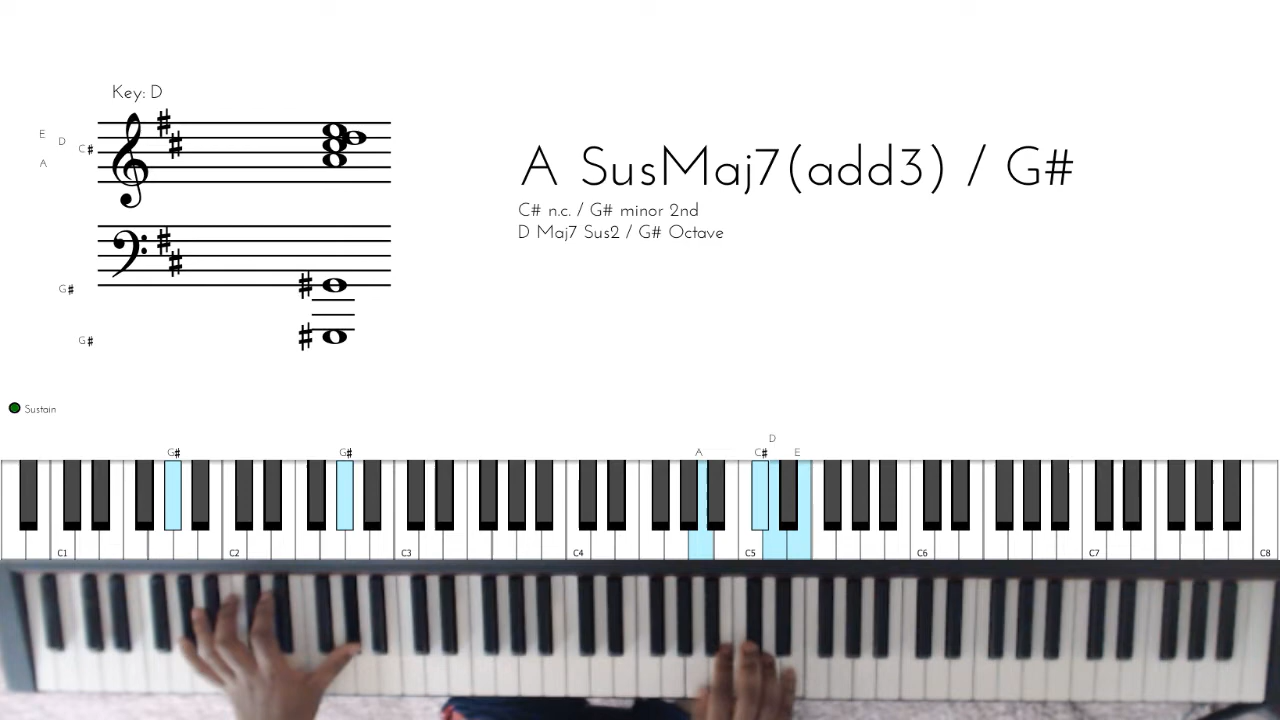 Key: D
E
D
C#
A
G#
G#
A SusMaj7(add3) / G#
C# n.c. / G# minor 2nd
D Maj7 Sus2 / G# Octave
Sustain
D
G# G# A C# E
C1 C2 C3 C4 C5 C6 C7 C8